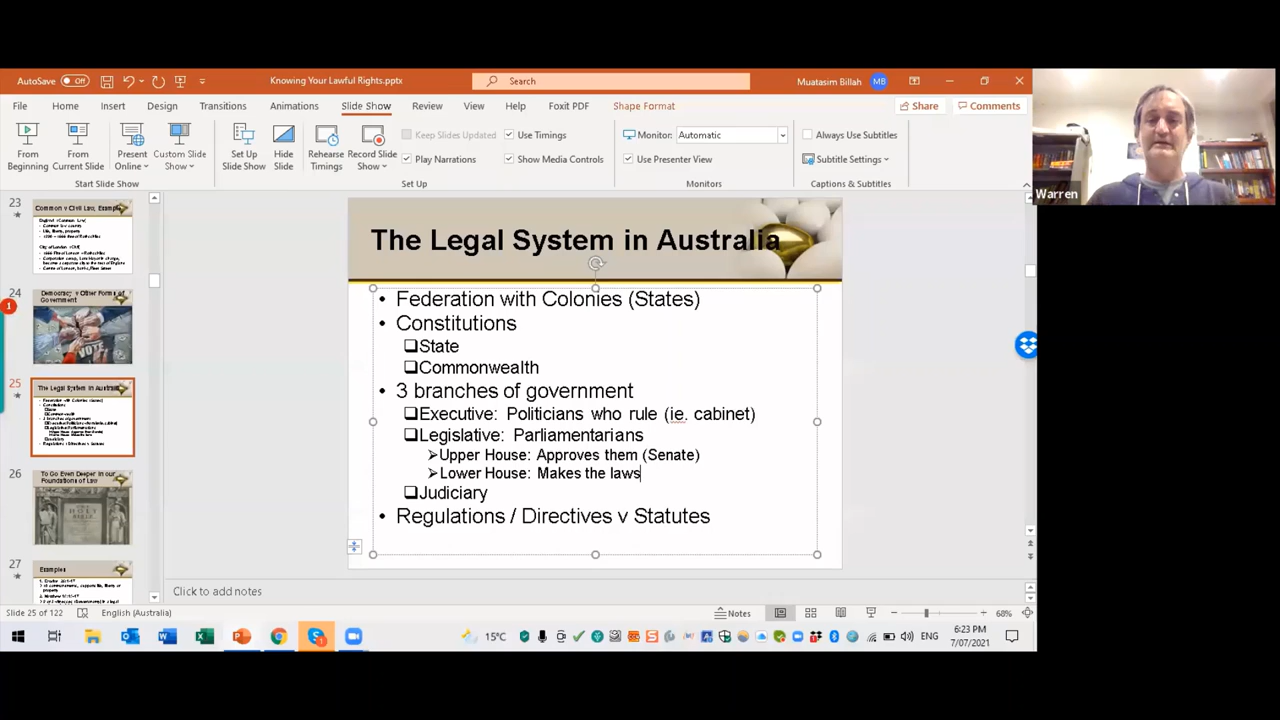 AutoSave Off
Knowing Your Lawful Rights.pptx
Search
Muatasim Billah MB
File Home Insert Design Transitions Animations Slide Show Review View Help Foxit PDF Shape Format
Share Comments
From Beginning
From Current Slide
Present Online
Custom Slide Show
Set Up Slide Show
Hide Slide
Rehearse Timings
Record Slide Show
Keep Slides Updated
Use Timings
Play Narrations
Show Media Controls
Monitor: Automatic
Use Presenter View
Always Use Subtitles
Subtitle Settings
Start Slide Show
Set Up
Monitors
Captions & Subtitles
Warren
23
Common v Civil Law, Example
24
Democracy v Other Forms of
Government
VOTE
1
25
The Legal System in Australia
26
To Go Even Deeper in our
Foundations of Law
HOLY
27
Examples
The Legal System in Australia
• Federation with Colonies (States)
• Constitutions
State
Commonwealth
• 3 branches of government
Executive: Politicians who rule (ie. cabinet)
Legislative: Parliamentarians
Upper House: Approves them (Senate)
Lower House: Makes the laws
Judiciary
• Regulations / Directives v Statutes
Click to add notes
Slide 25 of 122
English (Australia)
Notes
68%
15°C
ENG
6:23 PM
7/07/2021